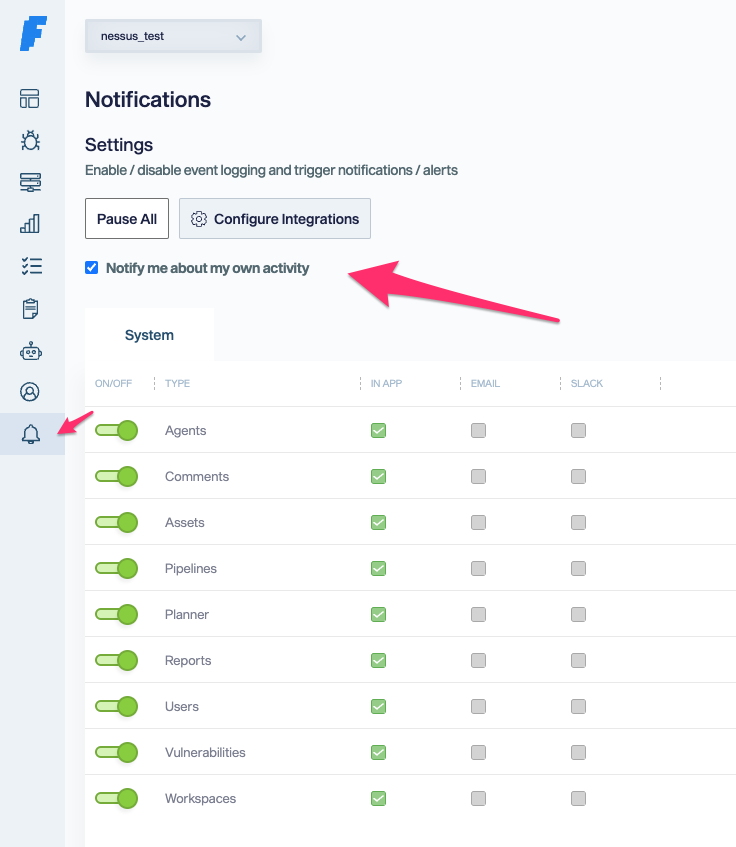 nessus_test
Notifications
Settings
Enable / disable event logging and trigger notifications / alerts
Pause All
Configure Integrations
Notify me about my own activity
System
ON/OFF TYPE IN APP EMAIL SLACK
Agents
Comments
Assets
Pipelines
Planner
Reports
Users
Vulnerabilities
Workspaces